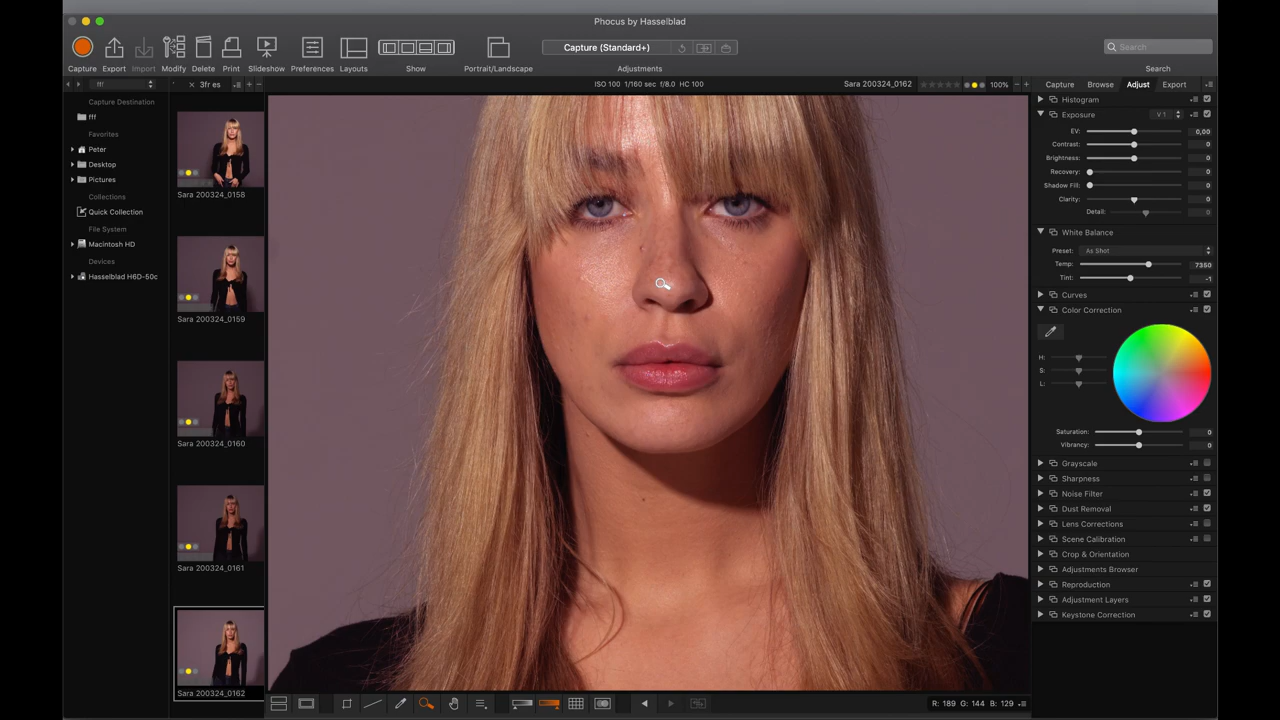 Phocus by Hasselblad
Capture
Export
Import
Modify
Delete
Print
Slideshow
Preferences
Layouts
Show
Portrait/Landscape
Capture (Standard+)
Adjustments
Search
Search
fff
3fr es
ISO 100 1/160 sec f/8.0 HC 100
Sara 200324_0162
100%
Capture Browse Adjust Export
Capture Destination
fff
Favorites
Peter
Desktop
Pictures
Collections
Quick Collection
File System
Macintosh HD
Devices
Hasselblad H6D-50c
Sara 200324_0158
Sara 200324_0159
Sara 200324_0160
Sara 200324_0161
Sara 200324_0162
Histogram
Exposure V 1
EV: 0,00
Contrast: 0
Brightness: 0
Recovery: 0
Shadow Fill: 0
Clarity: 0
Detail: 0
White Balance
Preset: As Shot
Temp: 7350
Tint: -1
Curves
Color Correction
H:
S:
L:
Saturation: 0
Vibrancy: 0
Grayscale
Sharpness
Noise Filter
Dust Removal
Lens Corrections
Scene Calibration
Crop & Orientation
Adjustments Browser
Reproduction
Adjustment Layers
Keystone Correction
R: 189 G: 144 B: 129